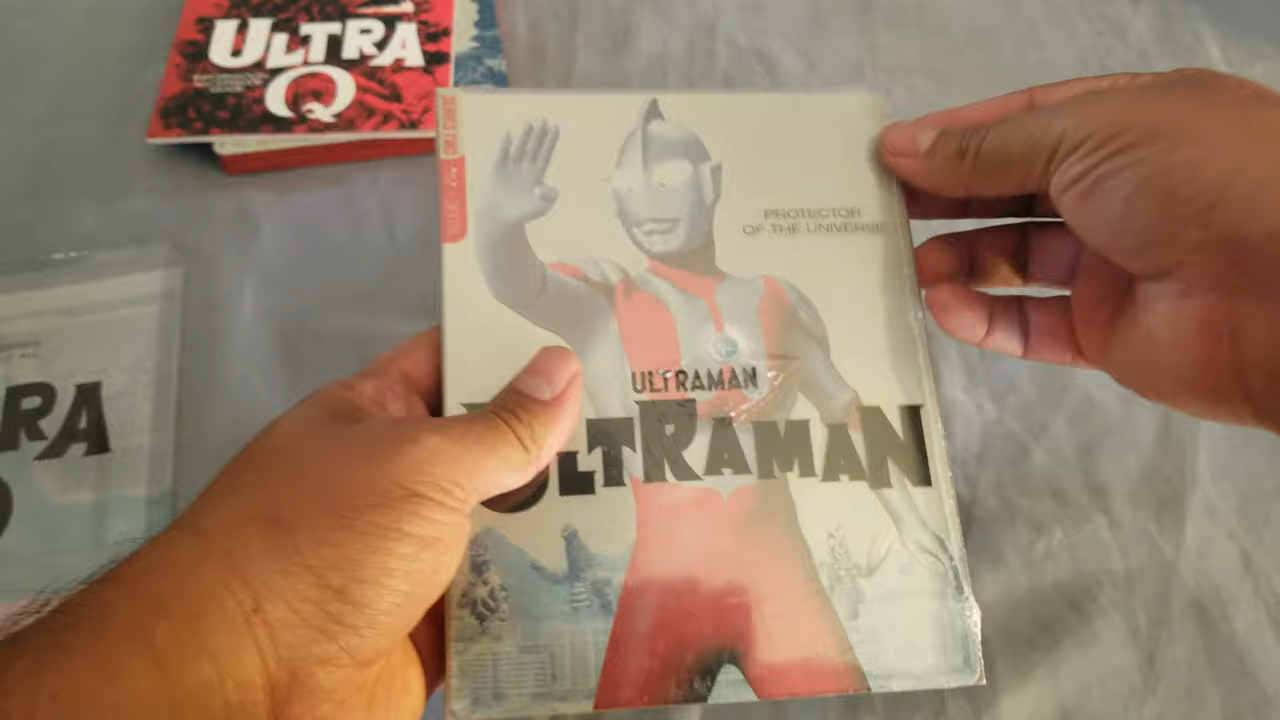 ULTRA
Q
PROTECTOR
OF THE UNIVERSE
ULTRAMAN
ULTRAMAN
RA